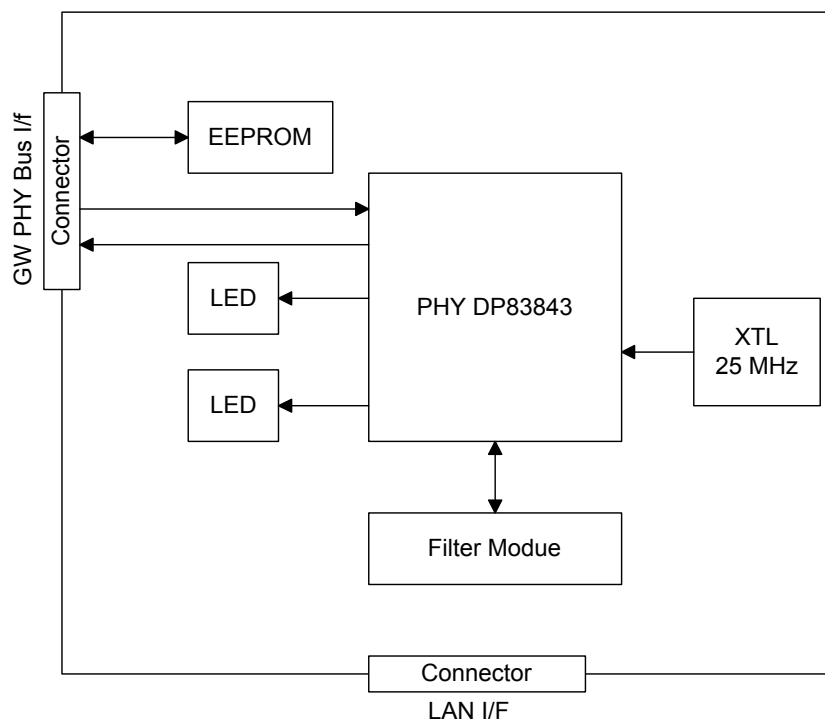 GW PHY Bus I/f
Connector
EEPROM
PHY DP83843
LED
XTL
25 MHz
LED
Filter Modue
Connector
LAN I/F